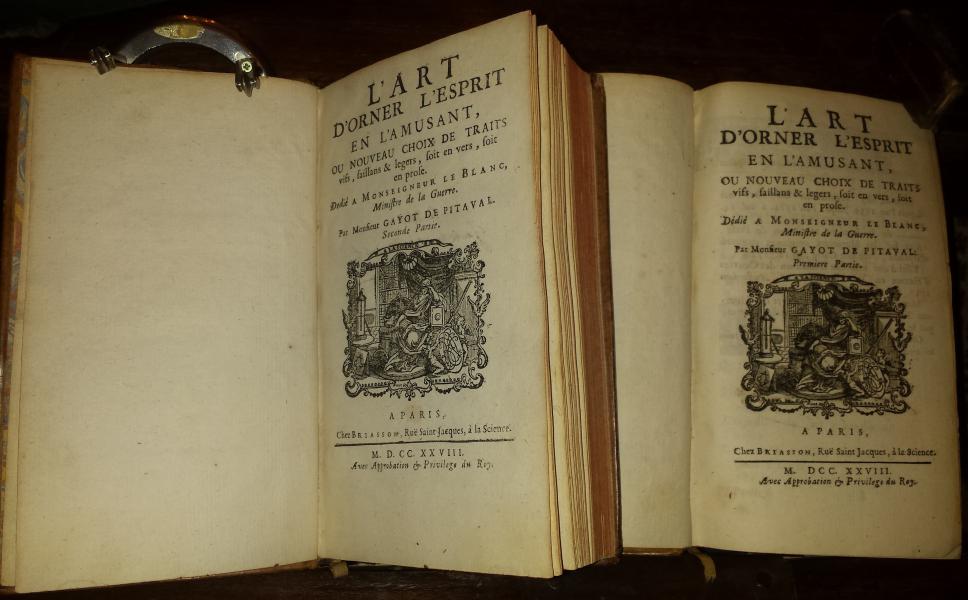 L'ART
D'ORNER L'ESPRIT
EN L'AMUSANT,
OU NOUVEAU CHOIX DE TRAITS
vifs, saillans & legers, soit en vers, soit
en prose.
Dédié A MONSEIGNEUR LE BLANC,
Ministre de la Guerre.
Par Monsieur GAYOT DE PITAVAL.
Seconde Partie.
A LA SCIENCE
A PARIS,
Chez BRIASSON, Ruë Saint Jacques, à la Science.
M. D. CC. XXVIII.
Avec Approbation & Privilege du Roy.
L'ART
D'ORNER L'ESPRIT
EN L'AMUSANT,
OU NOUVEAU CHOIX DE TRAITS
vifs, saillans & legers, soit en vers, soit
en prose.
Dédié A MONSEIGNEUR LE BLANC,
Ministre de la Guerre.
Par Monsieur GAYOT DE PITAVAL.
Premiere Partie.
A LA SCIENCE
A PARIS,
Chez BRIASSON, Ruë Saint Jacques, à la Science.
M. DCC. XXVIII.
Avec Approbation & Privilege du Roy.